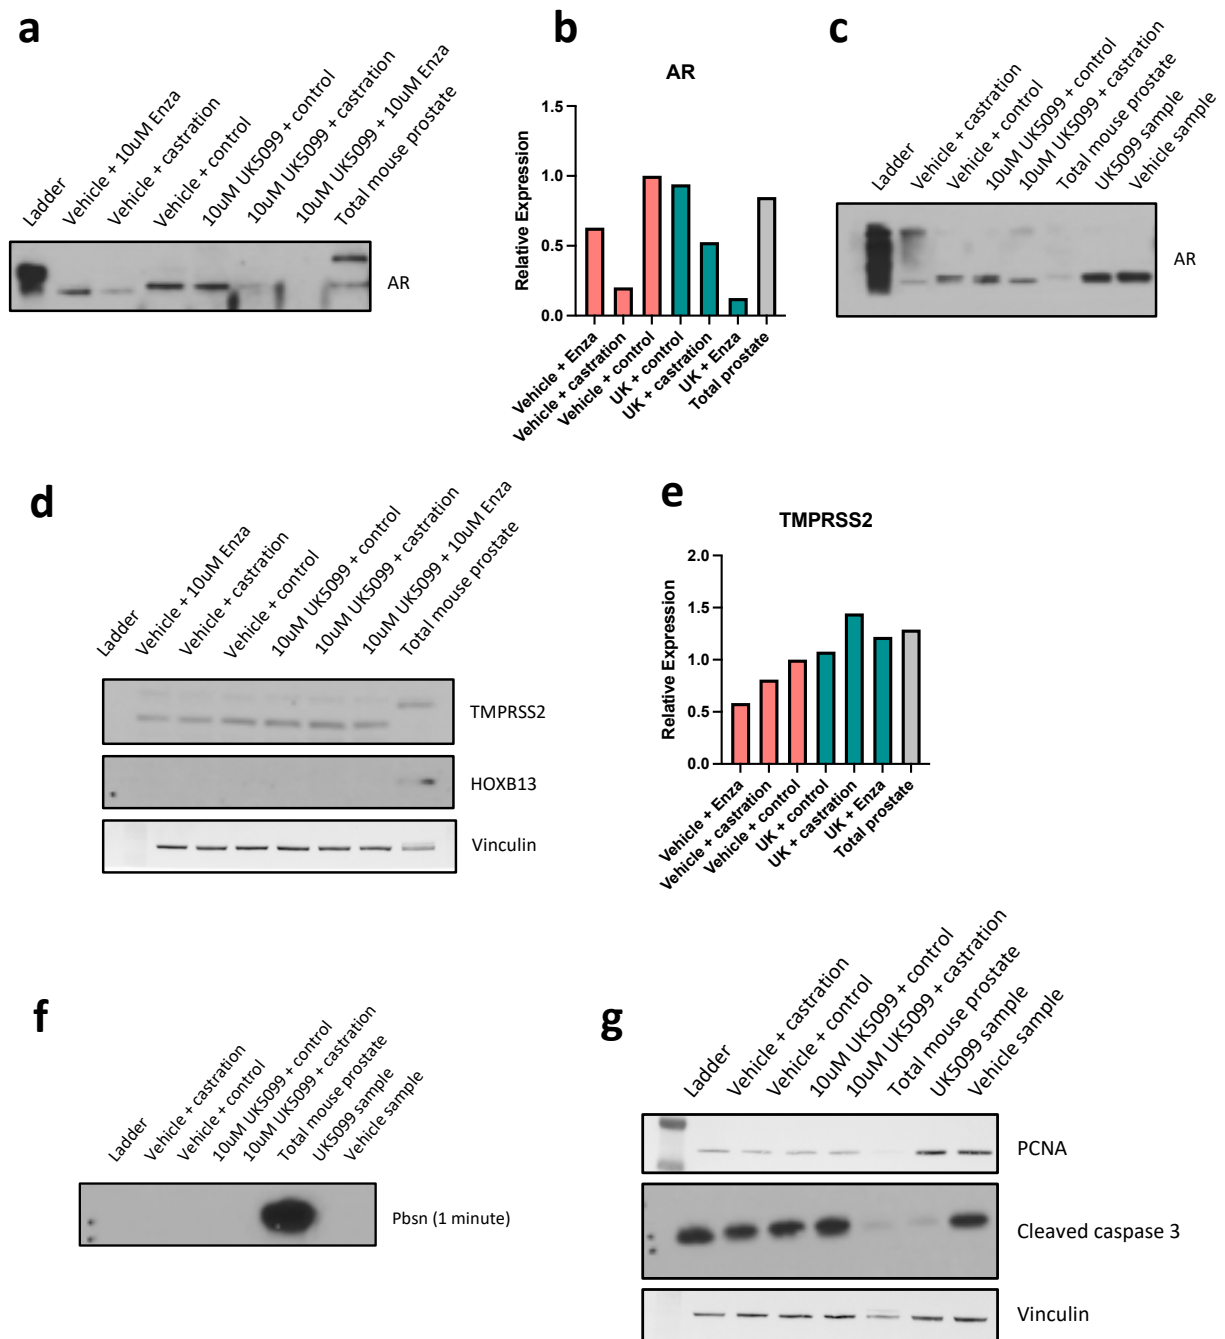 a
Ladder
Vehicle + 10uM Enza
Vehicle + castration
Vehicle + control
10uM UK5099 + control
10uM UK5099 + castration
10uM UK5099 + 10uM Enza
Total mouse prostate
AR
b
AR
Relative Expression
1.5
1.0
0.5
0.0
Vehicle + Enza
Vehicle + castration
Vehicle + control
UK + control
UK + castration
UK + Enza
Total prostate
c
Ladder
Vehicle + castration
Vehicle + control
10uM UK5099 + control
10uM UK5099 + castration
Total mouse prostate
UK5099 sample
Vehicle sample
AR
d
Ladder
Vehicle + 10uM Enza
Vehicle + castration
Vehicle + control
10uM UK5099 + control
10uM UK5099 + castration
10uM UK5099 + 10uM Enza
Total mouse prostate
TMPRSS2
HOXB13
Vinculin
e
TMPRSS2
Relative Expression
2.0
1.5
1.0
0.5
0.0
Vehicle + Enza
Vehicle + castration
Vehicle + control
UK + control
UK + castration
UK + Enza
Total prostate
f
Ladder
Vehicle + castration
Vehicle + control
10uM UK5099 + control
10uM UK5099 + castration
Total mouse prostate
UK5099 sample
Vehicle sample
Pbsn (1 minute)
g
Ladder
Vehicle + castration
Vehicle + control
10uM UK5099 + control
10uM UK5099 + castration
Total mouse prostate
UK5099 sample
Vehicle sample
PCNA
Cleaved caspase 3
Vinculin